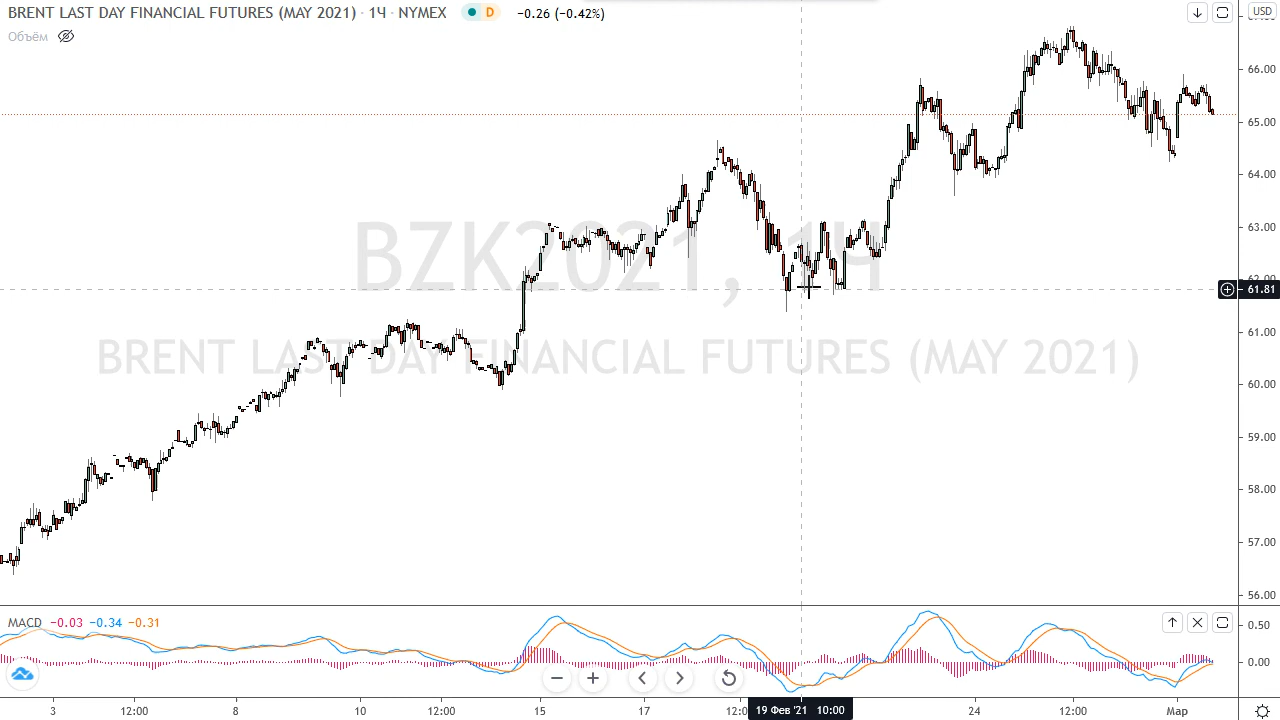 BRENT LAST DAY FINANCIAL FUTURES (MAY 2021) · 1Ч · NYMEX D −0.26 (−0.42%)
Объём
USD
66.00
65.00
64.00
63.00
62.00
61.81
61.00
60.00
59.00
58.00
57.00
56.00
BZK2021, 1Ч
BRENT LAST DAY FINANCIAL FUTURES (MAY 2021)
MACD −0.03 −0.34 −0.31
0.50
0.00
3 12:00 8 10 12:00 15 17 12:0 19 Фев '21 10:00 24 12:00 Мар